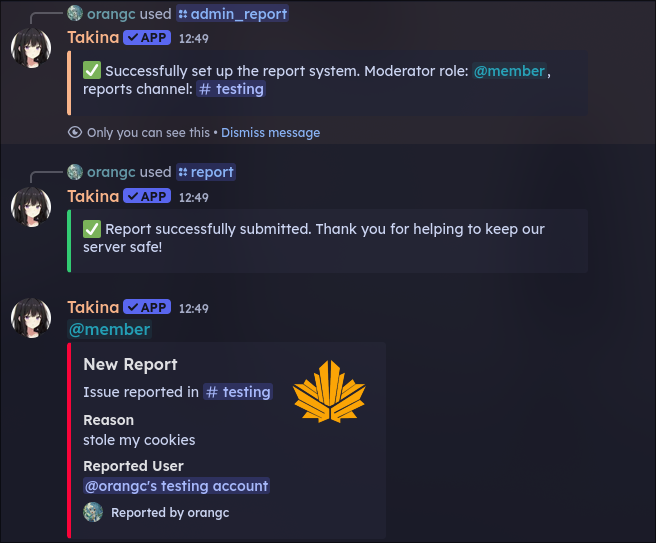 orangc used admin_report
Takina ✓ APP 12:49
✅ Successfully set up the report system. Moderator role: @member,
reports channel: # testing
Only you can see this • Dismiss message
orangc used report
Takina ✓ APP 12:49
✅ Report successfully submitted. Thank you for helping to keep our
server safe!
Takina ✓ APP 12:49
@member
New Report
Issue reported in # testing
Reason
stole my cookies
Reported User
@orangc's testing account
Reported by orangc